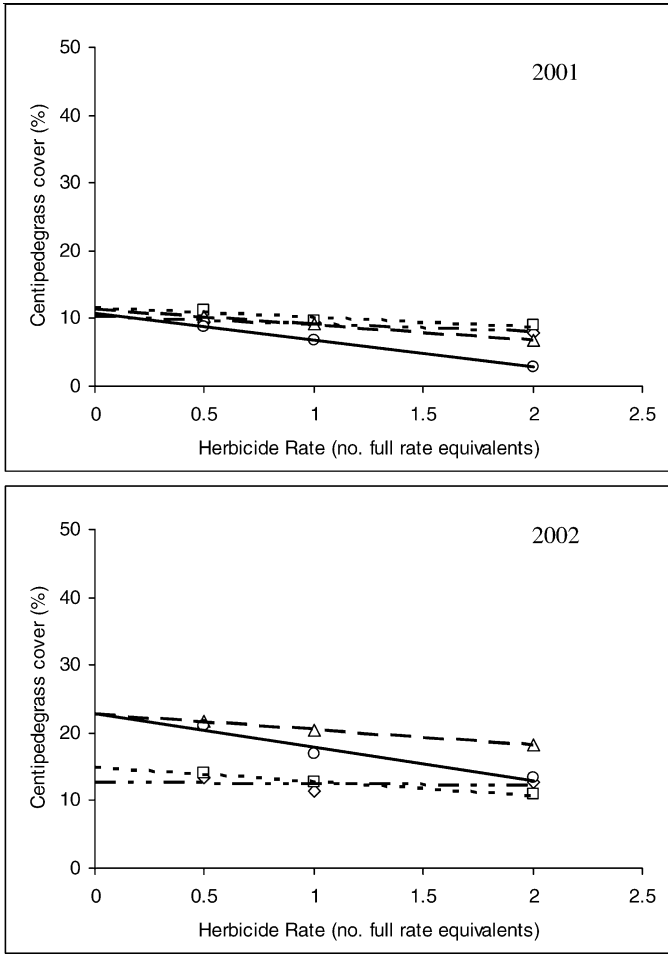 2001
50
40
30
20
10
0
Centipedegrass cover (%)
0 0.5 1 1.5 2 2.5
Herbicide Rate (no. full rate equivalents)
2002
50
40
30
20
10
0
Centipedegrass cover (%)
0 0.5 1 1.5 2 2.5
Herbicide Rate (no. full rate equivalents)